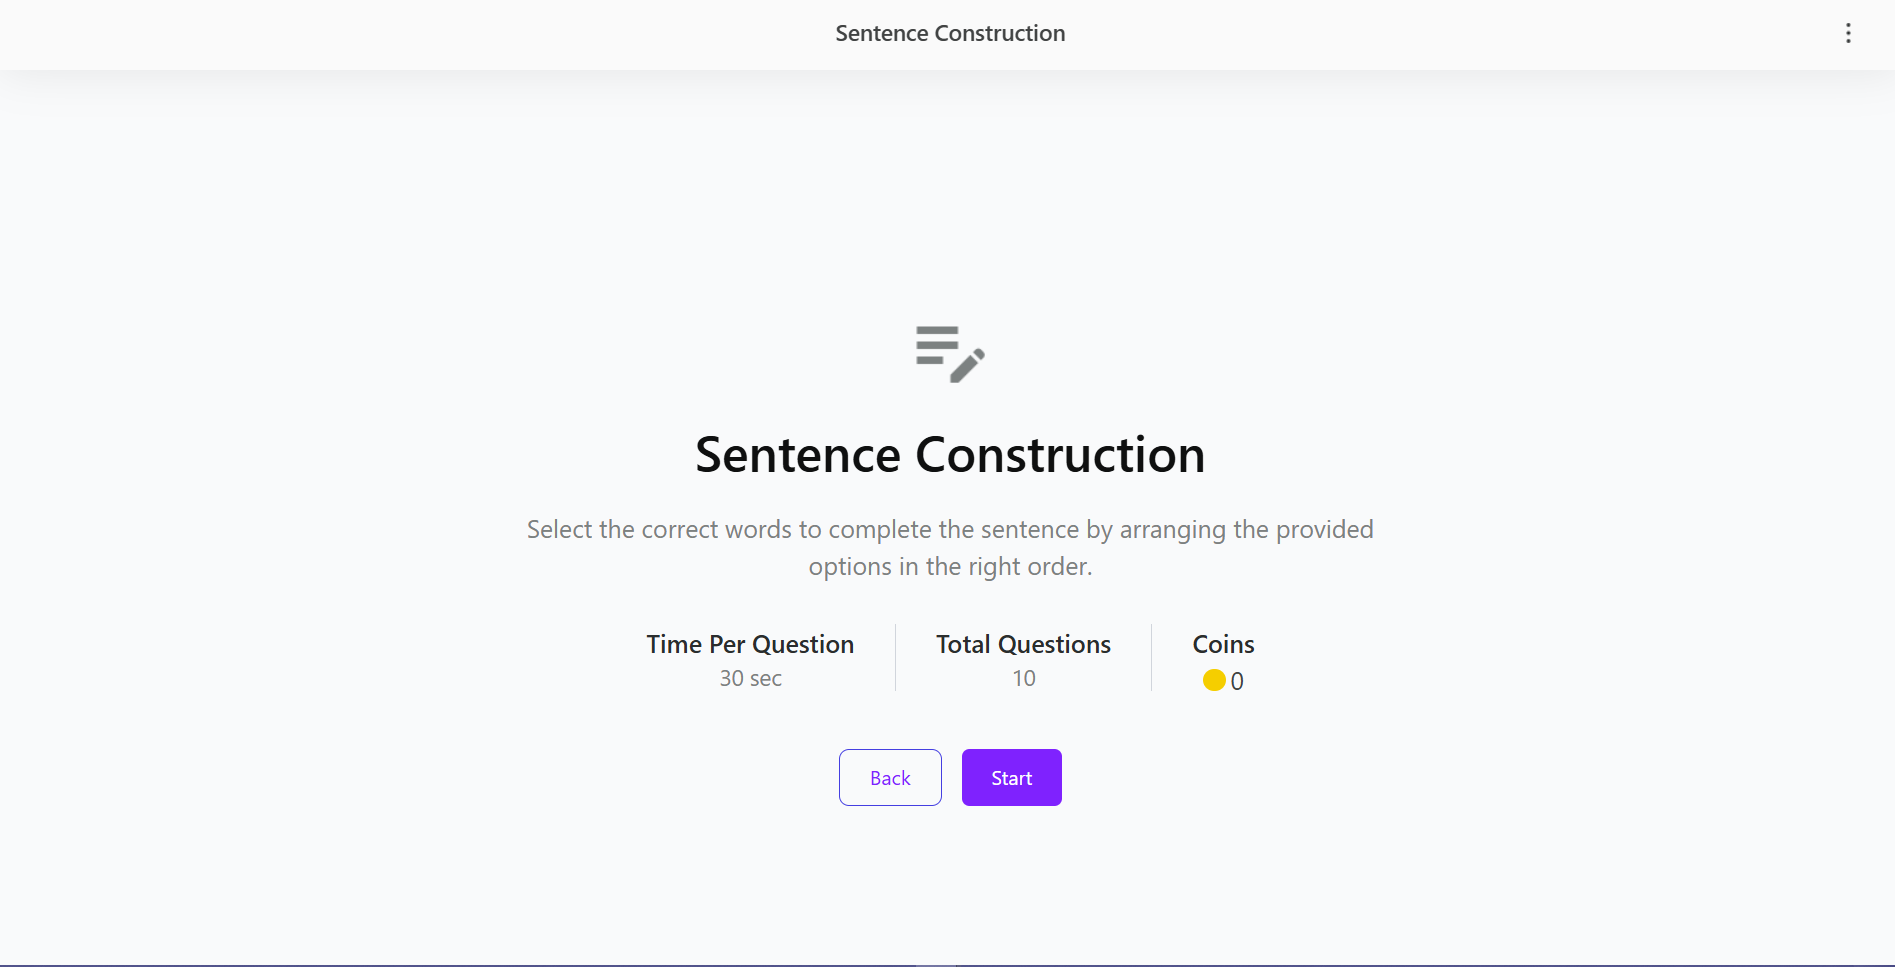 Sentence Construction
Sentence Construction
Select the correct words to complete the sentence by arranging the provided
options in the right order.
Time Per Question
30 sec
Total Questions
10
Coins
0
Back
Start